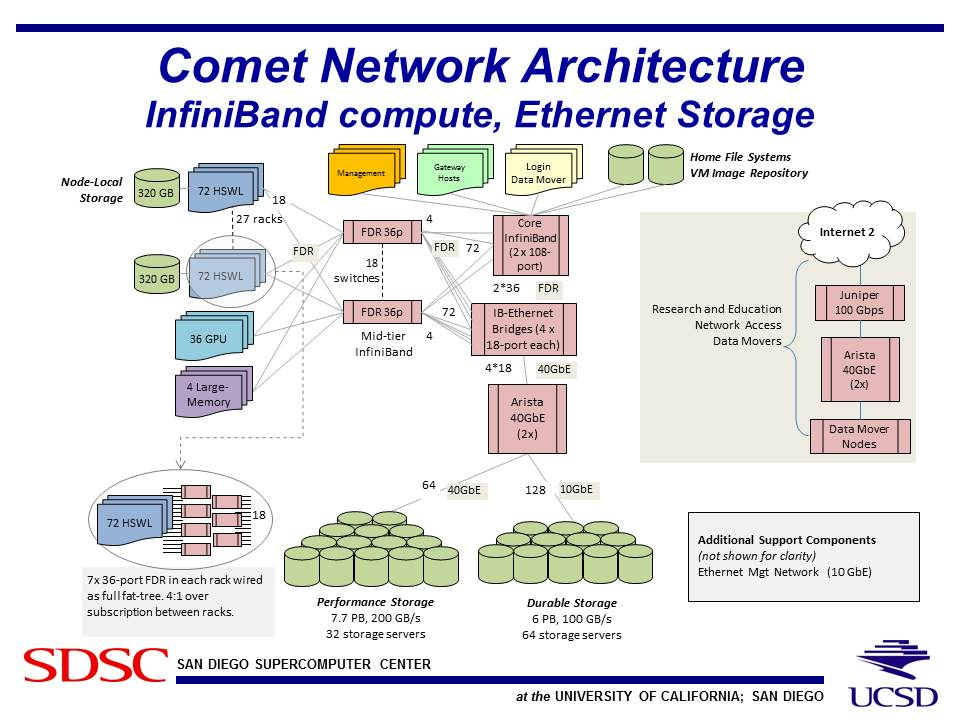 Comet Network Architecture
InfiniBand compute, Ethernet Storage
Node-Local
Storage
320 GB
72 HSWL
18
27 racks
320 GB
72 HSWL
FDR
36 GPU
4 Large-
Memory
Management
Gateway
Hosts
Login
Data Mover
Home File Systems
VM Image Repository
FDR 36p
4
FDR
72
18
switches
FDR 36p
72
4
Mid-tier
InfiniBand
Core
InfiniBand
(2 x 108-
port)
2*36
FDR
IB-Ethernet
Bridges (4 x
18-port each)
4*18
40GbE
Arista
40GbE
(2x)
64
40GbE
128
10GbE
Internet 2
Research and Education
Network Access
Data Movers
Juniper
100 Gbps
Arista
40GbE
(2x)
Data Mover
Nodes
72 HSWL
18
7x 36-port FDR in each rack wired
as full fat-tree. 4:1 over
subscription between racks.
Performance Storage
7.7 PB, 200 GB/s
32 storage servers
Durable Storage
6 PB, 100 GB/s
64 storage servers
Additional Support Components
(not shown for clarity)
Ethernet Mgt Network (10 GbE)
SDSC
SAN DIEGO SUPERCOMPUTER CENTER
at the UNIVERSITY OF CALIFORNIA; SAN DIEGO
UCSD